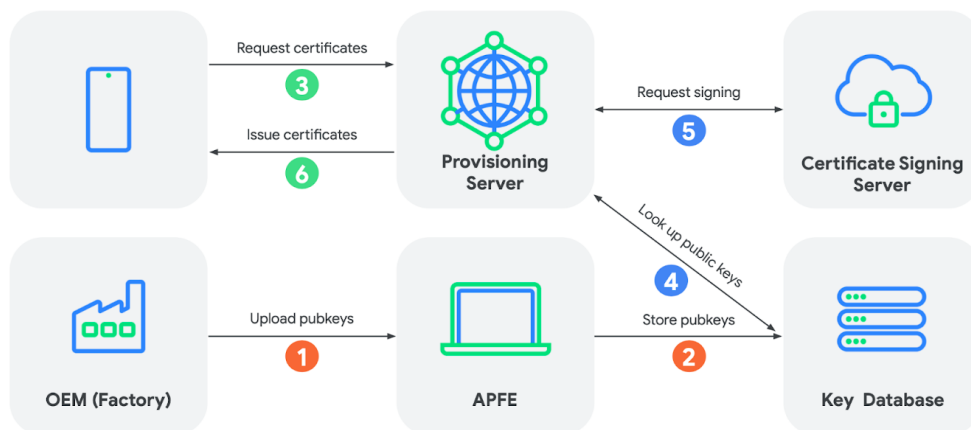 Request certificates
3
Issue certificates
6
Provisioning
Server
Request signing
5
Certificate Signing
Server
Look up public keys
4
OEM (Factory)
Upload pubkeys
1
APFE
Store pubkeys
2
Key Database